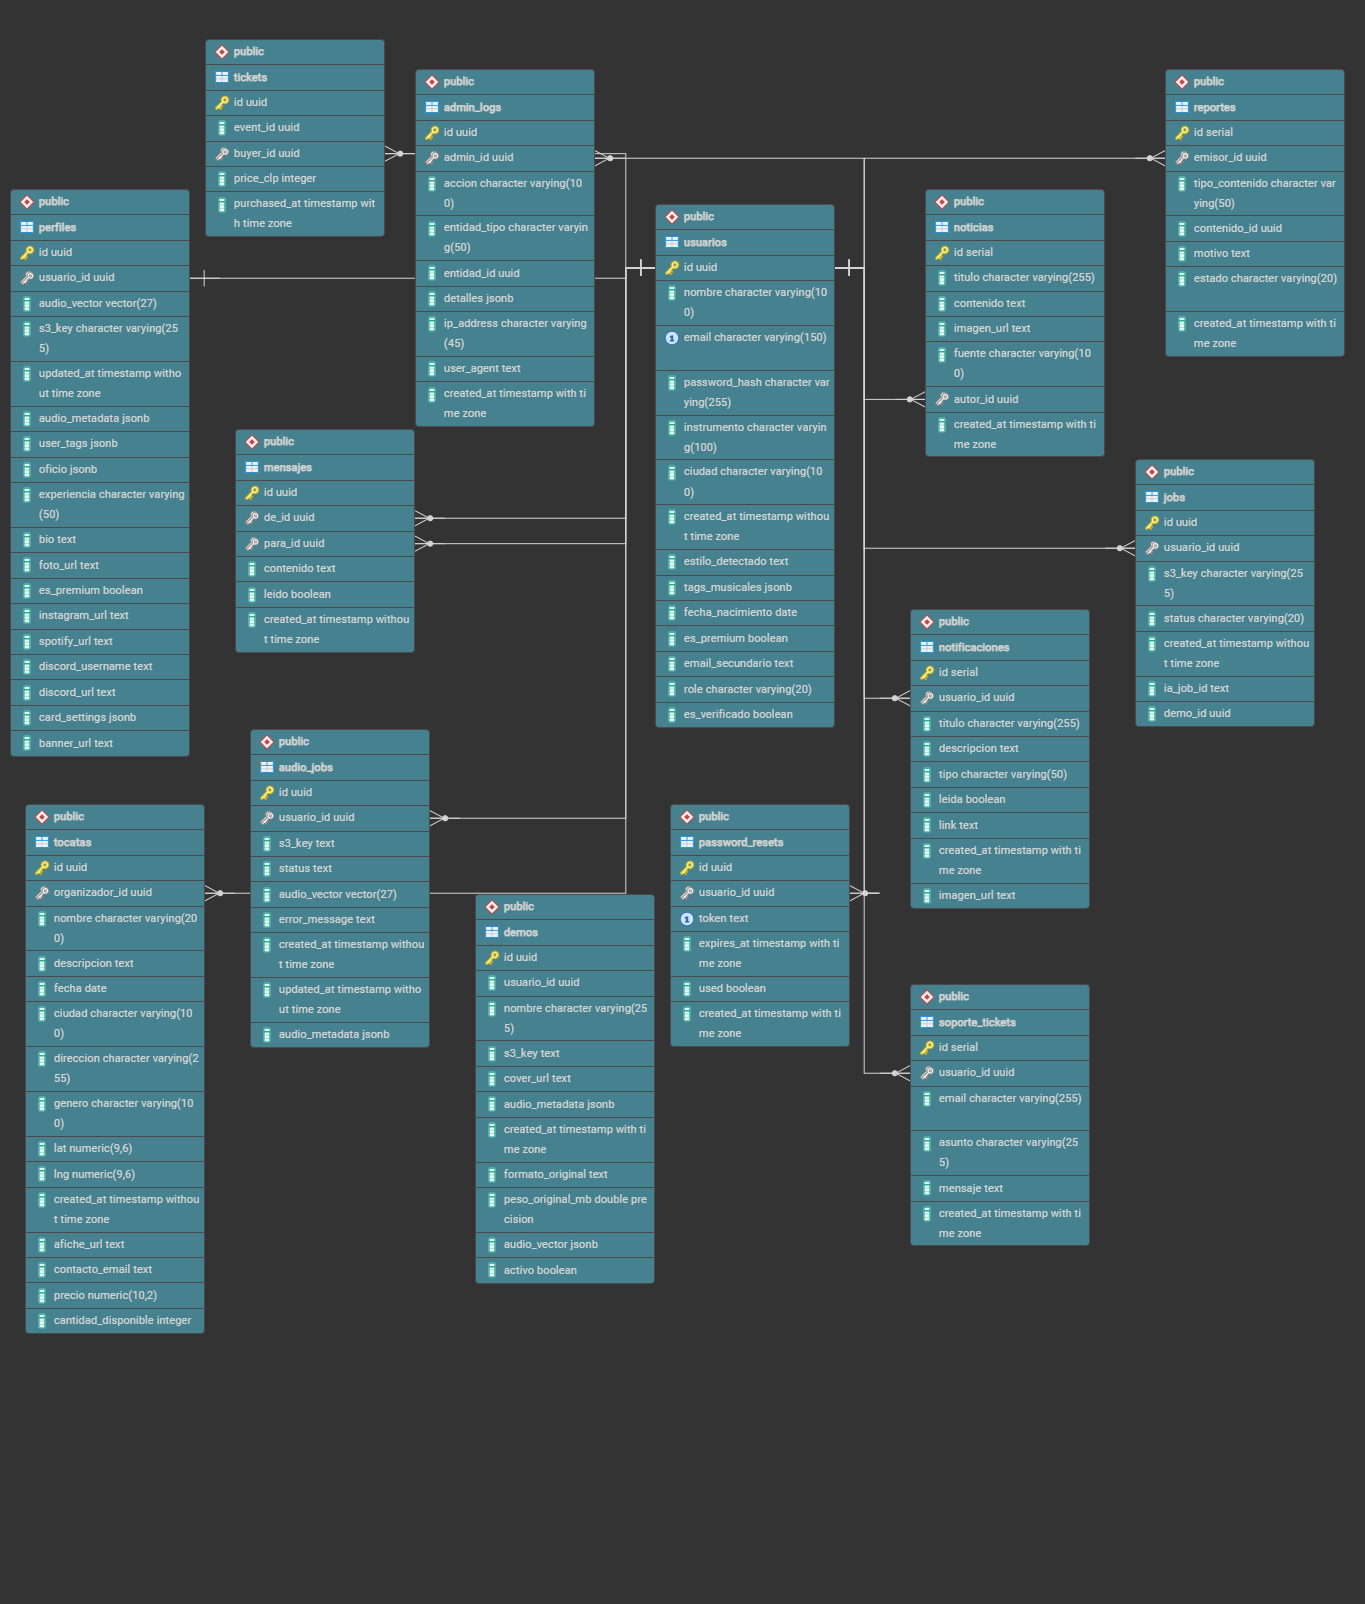 public
tickets
id uuid
event_id uuid
buyer_id uuid
price_clp integer
purchased_at timestamp wit
h time zone
public
admin_logs
id uuid
admin_id uuid
accion character varying(10
0)
entidad_tipo character varyin
g(50)
entidad_id uuid
detalles jsonb
ip_address character varying
(45)
user_agent text
created_at timestamp with ti
me zone
public
reportes
id serial
emisor_id uuid
tipo_contenido character var
ying(50)
contenido_id uuid
motivo text
estado character varying(20)
created_at timestamp with ti
me zone
public
perfiles
id uuid
usuario_id uuid
audio_vector vector(27)
s3_key character varying(25
5)
updated_at timestamp witho
ut time zone
audio_metadata jsonb
user_tags jsonb
oficio jsonb
experiencia character varying
(50)
bio text
foto_url text
es_premium boolean
instagram_url text
spotify_url text
discord_username text
discord_url text
card_settings jsonb
banner_url text
public
usuarios
id uuid
nombre character varying(10
0)
email character varying(150)
password_hash character var
ying(255)
instrumento character varyin
g(100)
ciudad character varying(10
0)
created_at timestamp withou
t time zone
estilo_detectado text
tags_musicales jsonb
fecha_nacimiento date
es_premium boolean
email_secundario text
role character varying(20)
es_verificado boolean
public
noticias
id serial
titulo character varying(255)
contenido text
imagen_url text
fuente character varying(10
0)
autor_id uuid
created_at timestamp with ti
me zone
public
mensajes
id uuid
de_id uuid
para_id uuid
contenido text
leido boolean
created_at timestamp withou
t time zone
public
jobs
id uuid
usuario_id uuid
s3_key character varying(25
5)
status character varying(20)
created_at timestamp withou
t time zone
ia_job_id text
demo_id uuid
public
notificaciones
id serial
usuario_id uuid
titulo character varying(255)
descripcion text
tipo character varying(50)
leida boolean
link text
created_at timestamp with ti
me zone
imagen_url text
public
audio_jobs
id uuid
usuario_id uuid
s3_key text
status text
audio_vector vector(27)
error_message text
created_at timestamp withou
t time zone
updated_at timestamp witho
ut time zone
audio_metadata jsonb
public
tocatas
id uuid
organizador_id uuid
nombre character varying(20
0)
descripcion text
fecha date
ciudad character varying(10
0)
direccion character varying(2
55)
genero character varying(10
0)
lat numeric(9,6)
lng numeric(9,6)
created_at timestamp withou
t time zone
afiche_url text
contacto_email text
precio numeric(10,2)
cantidad_disponible integer
public
password_resets
id uuid
usuario_id uuid
token text
expires_at timestamp with ti
me zone
used boolean
created_at timestamp with ti
me zone
public
demos
id uuid
usuario_id uuid
nombre character varying(25
5)
s3_key text
cover_url text
audio_metadata jsonb
created_at timestamp with ti
me zone
formato_original text
peso_original_mb double pre
cision
audio_vector jsonb
activo boolean
public
soporte_tickets
id serial
usuario_id uuid
email character varying(255)
asunto character varying(25
5)
mensaje text
created_at timestamp with ti
me zone